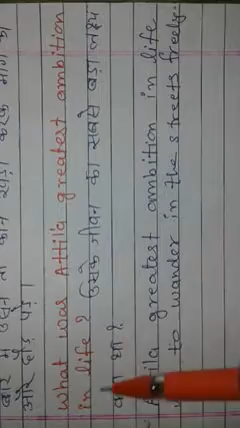 और दौड़ पड़े।
What was Attila greatest ambition
in life? उसके जीवन का सबसे बड़ा लक्ष्य
था?
Attila greatest ambition in life
to wander in the streets freely.